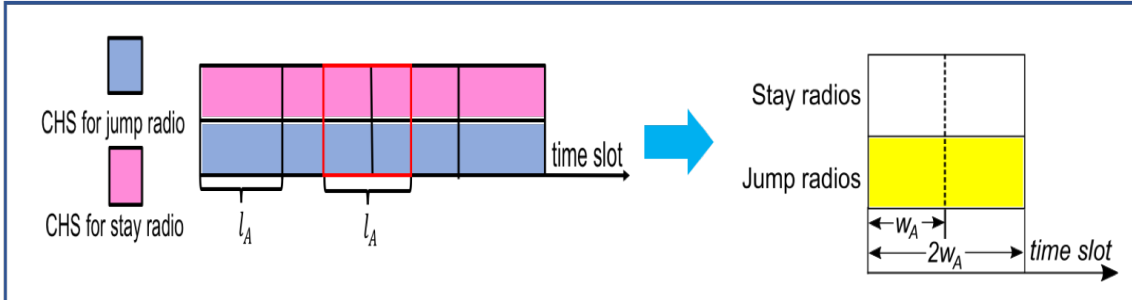 CHS for jump radio
CHS for stay radio
l_A
l_A
time slot
Stay radios
Jump radios
w_A
2w_A
time slot